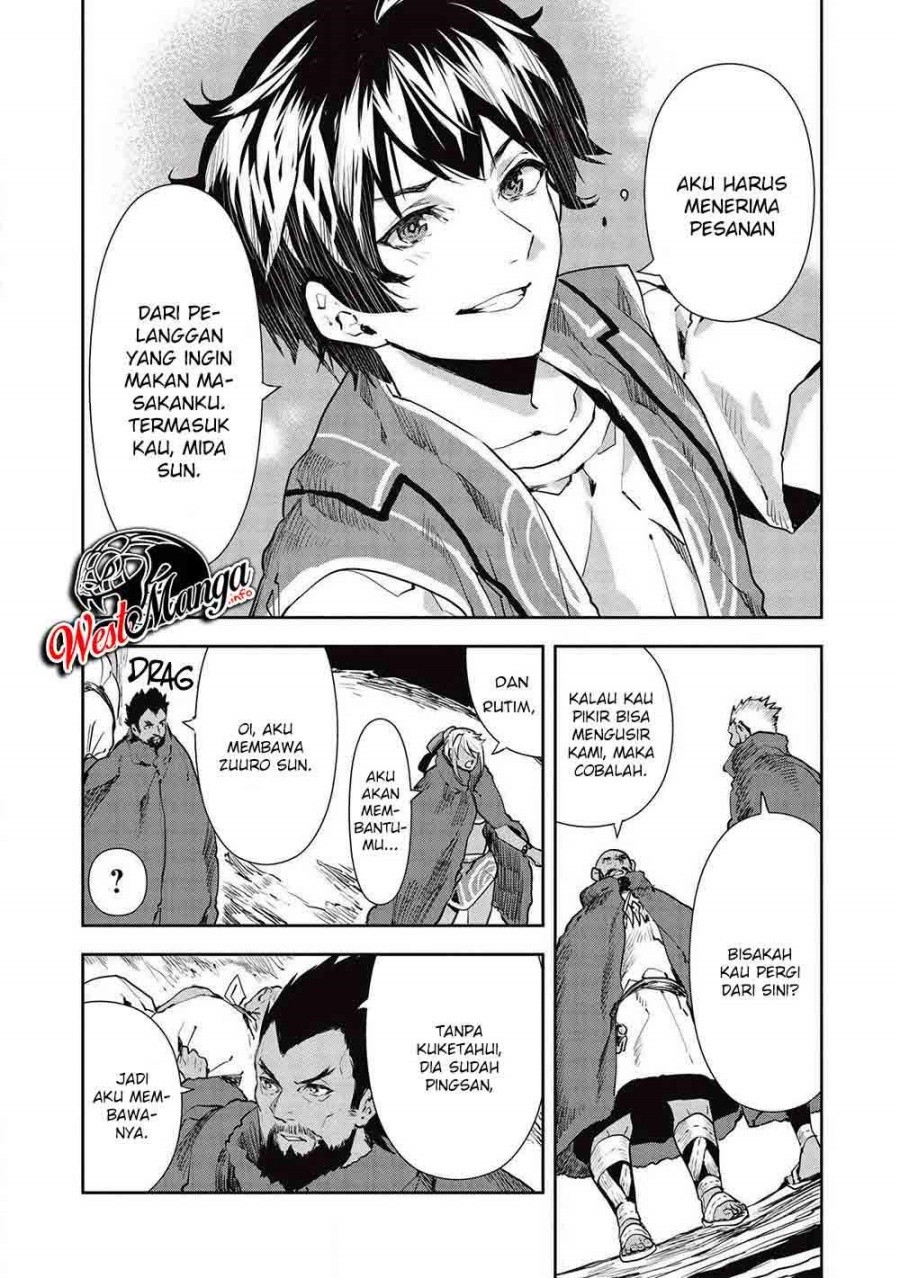 AKU HARUS
MENERIMA
PESANAN
DARI PE-
LANGGAN
YANG INGIN
MAKAN MA-
SAKANKU.
TERMASUK
KAU, MIDA
SUN.
WestManga
.info
KALAU KAU
PIKIR BISA
MENGUSIR
KAMI, MAKA
COBALAH.
BISAKAH
KAU PERGI
DARI SINI?
DAN
RUTIM,
AKU
AKAN
MEM-
BANTU-
MU...
OI, AKU
MEMBAWA
ZUURO SUN.
DRAG
?
TANPA
KUKETAHUI,
DIA SUDAH
PINGSAN,
JADI
AKU MEM-
BAWA-
NYA.